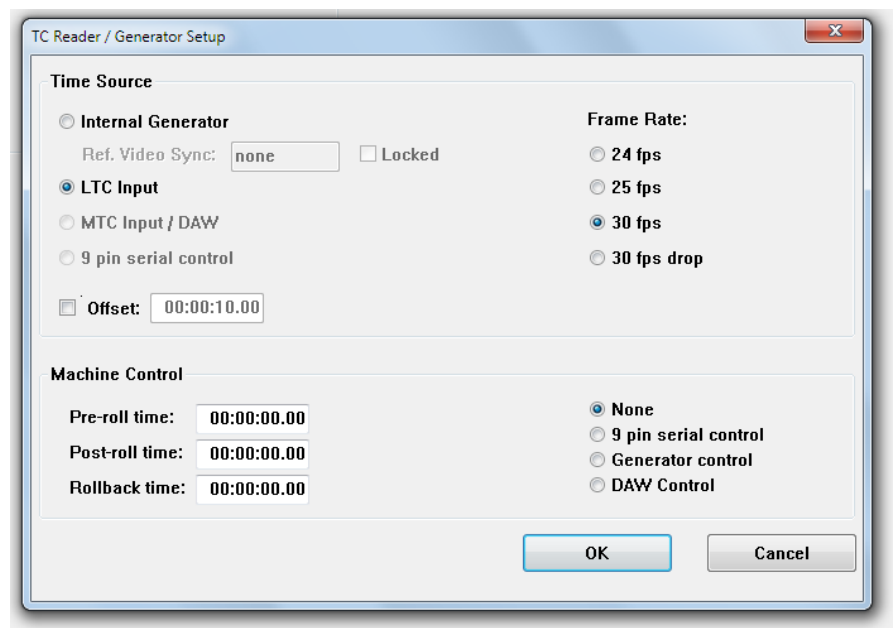 TC Reader / Generator Setup
Time Source
Internal Generator
Ref. Video Sync: none Locked
LTC Input
MTC Input / DAW
9 pin serial control
Offset: 00:00:10.00
Frame Rate:
24 fps
25 fps
30 fps
30 fps drop
Machine Control
Pre-roll time: 00:00:00.00
Post-roll time: 00:00:00.00
Rollback time: 00:00:00.00
None
9 pin serial control
Generator control
DAW Control
OK Cancel